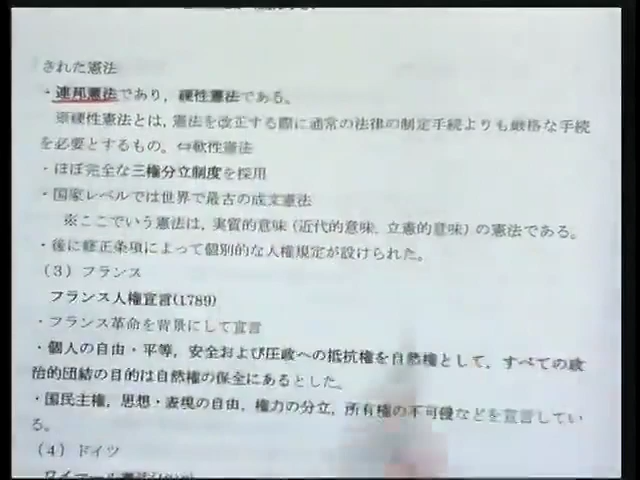 された憲法
・連邦憲法であり，硬性憲法である。
※硬性憲法とは，憲法を改正する際に通常の法律の制定手続よりも厳格な手続
を必要とするもの。⇔軟性憲法
・ほぼ完全な三権分立制度を採用
・国家レベルでは世界で最古の成文憲法
※ここでいう憲法は，実質的意味（近代的意味，立憲的意味）の憲法である。
・後に修正条項によって個別的な人権規定が設けられた。
（3）フランス
フランス人権宣言(1789)
・フランス革命を背景にして宣言
・個人の自由・平等，安全および圧政への抵抗権を自然権として，すべての政
治的団結の目的は自然権の保全にあるとした。
・国民主権，思想・表現の自由，権力の分立，所有権の不可侵などを宣言してい
る。
（4）ドイツ